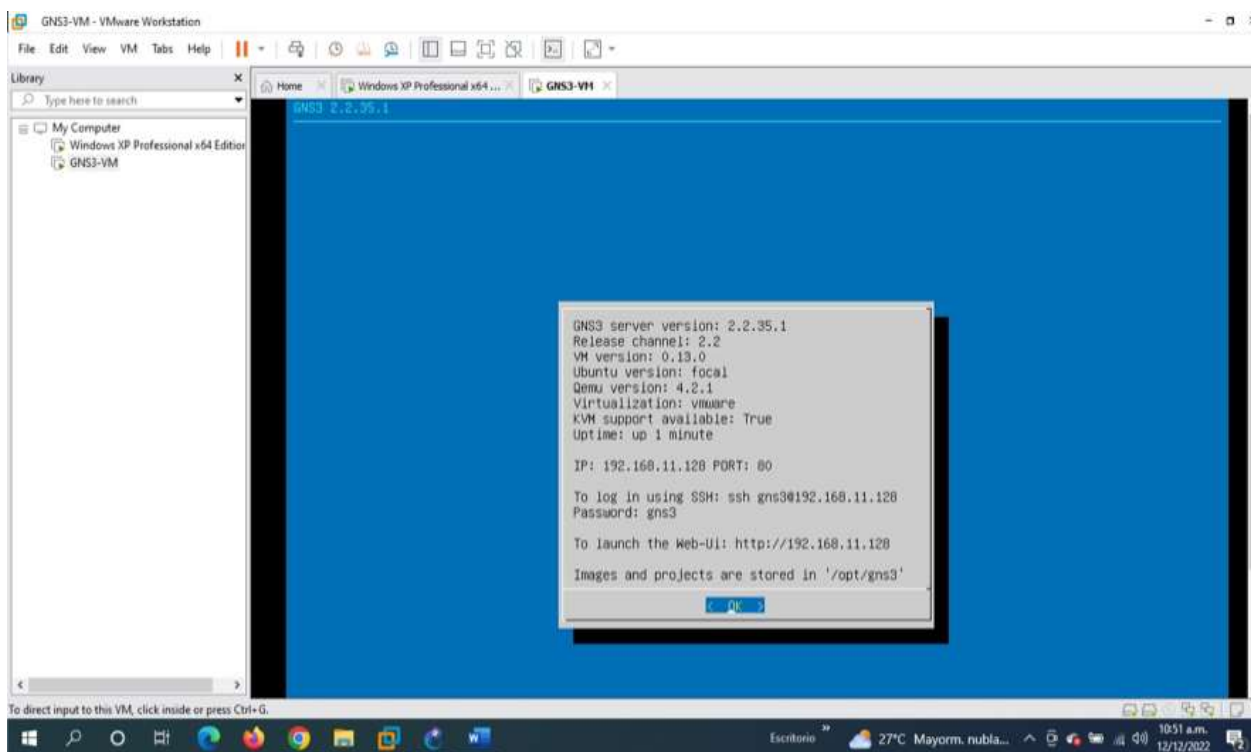 GNS3-VM - VMware Workstation
File Edit View VM Tabs Help
Library
Type here to search
My Computer
Windows XP Professional x64 Edition
GNS3-VM
Home
Windows XP Professional x64 ...
GNS3-VM
GNS3 2.2.35.1
GNS3 server version: 2.2.35.1
Release channel: 2.2
VM version: 0.13.0
Ubuntu version: focal
Qemu version: 4.2.1
Virtualization: vmware
KVM support available: True
Uptime: up 1 minute
IP: 192.168.11.128 PORT: 80
To log in using SSH: ssh gns3@192.168.11.128
Password: gns3
To launch the Web-Ui: http://192.168.11.128
Images and projects are stored in '/opt/gns3'
< OK >
To direct input to this VM, click inside or press Ctrl+G.
Escritorio
27°C Mayorm. nubla...
10:51 a.m.
12/12/2022